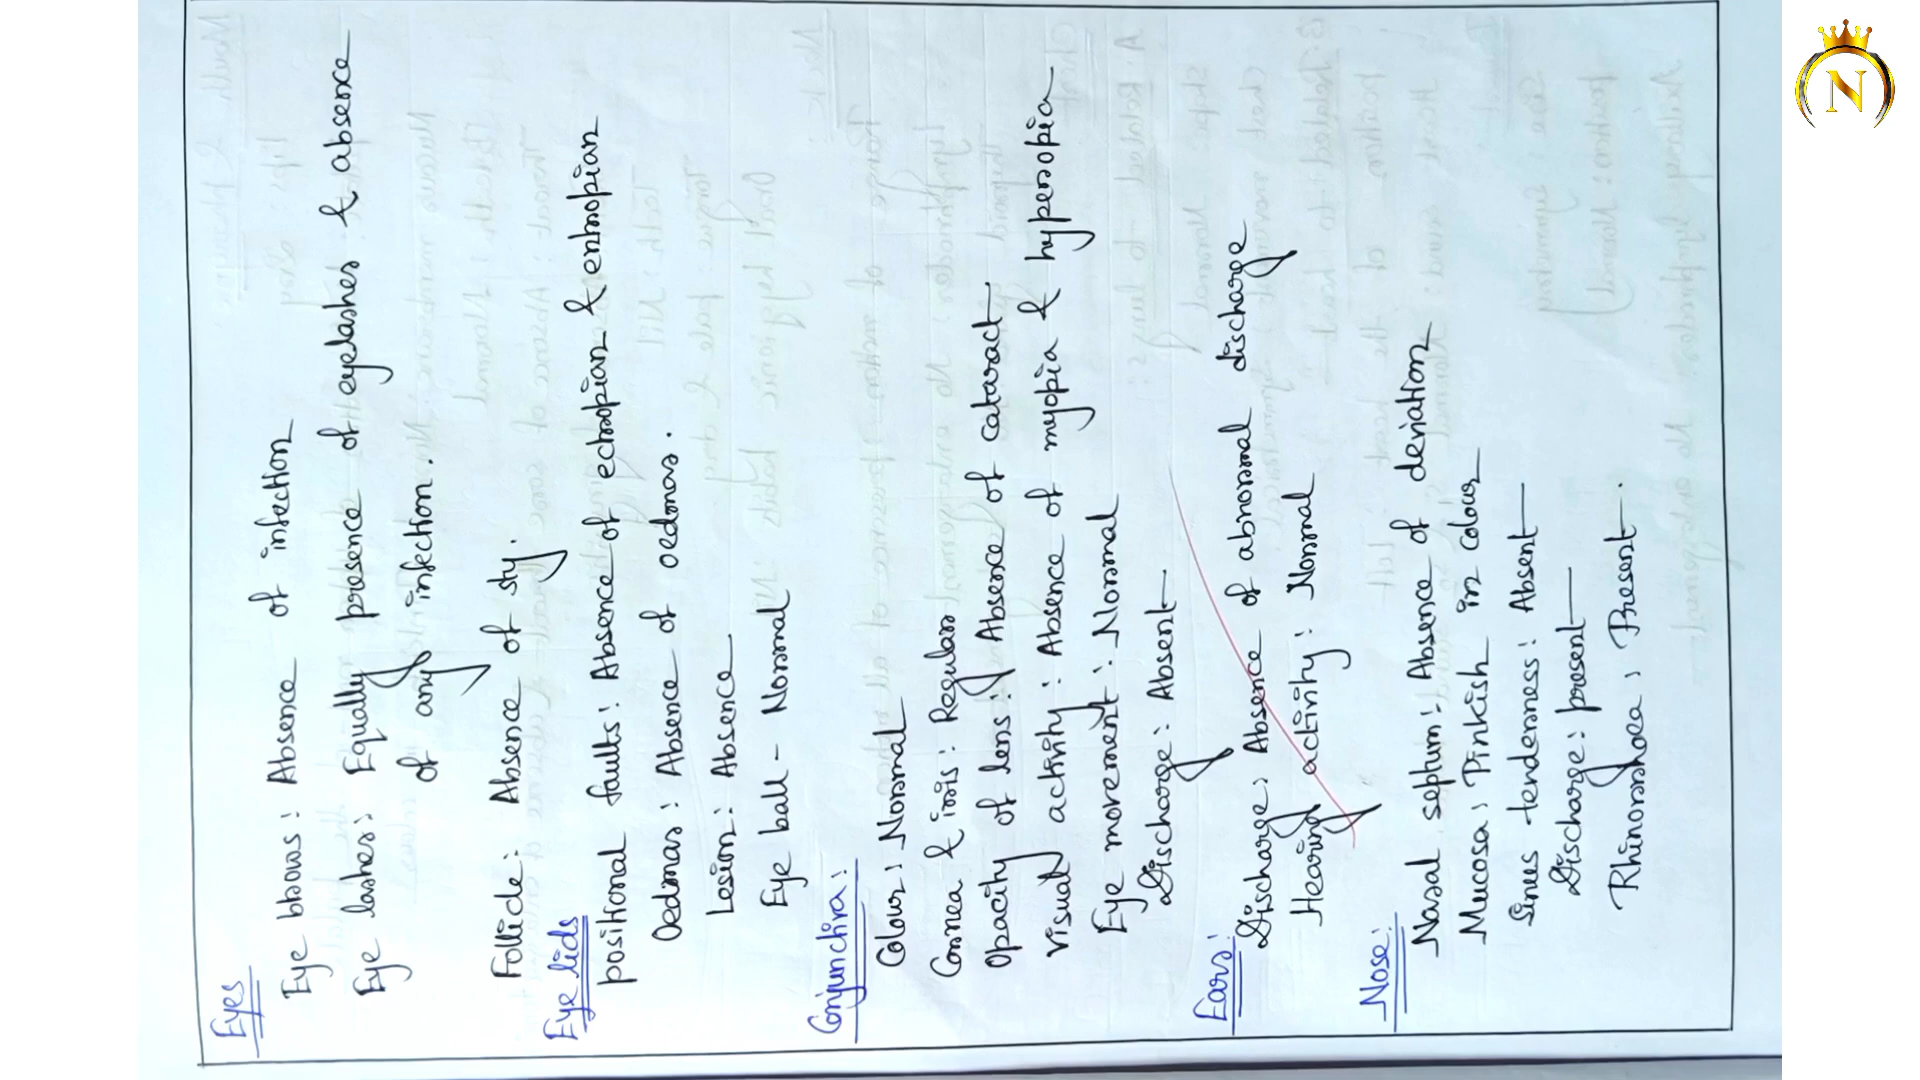 Eyes
Eye brows : Absence of infection
Eye lashes : Equally presence of eyelashes & absence
of any infection.
Follicle : Absence of sty.
Eye lids
positional faults : Absence of ectropian & entropian
Oedmas : Absence of oedmas.
Lesion : Absence
Eye ball - Normal
Conjunctiva :
Colour : Normal
Cornea & iris : Regular
Opacity of lens : Absence of cataract
Visual activity : Absence of myopia & hyperopia
Eye movement : Normal
Discharge : Absent
Ears :
Discharge : Absence of abnormal discharge
Hearing activity : Normal
Nose :
Nasal septum : Absence of deviation
Mucosa : Pinkish in colour
Sinus tenderness : Absent
Discharge : present
Rhinorrhoea : Present.
N